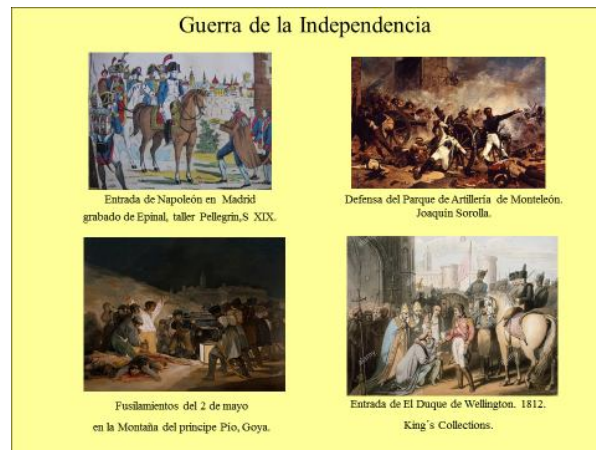 Guerra de la Independencia
Entrada de Napoleón en Madrid
grabado de Epinal, taller Pellegrin,S XIX.
Defensa del Parque de Artillería de Monteleón.
Joaquín Sorolla.
Fusilamientos del 2 de mayo
en la Montaña del principe Pío, Goya.
Entrada de El Duque de Wellington. 1812.
King´s Collections.